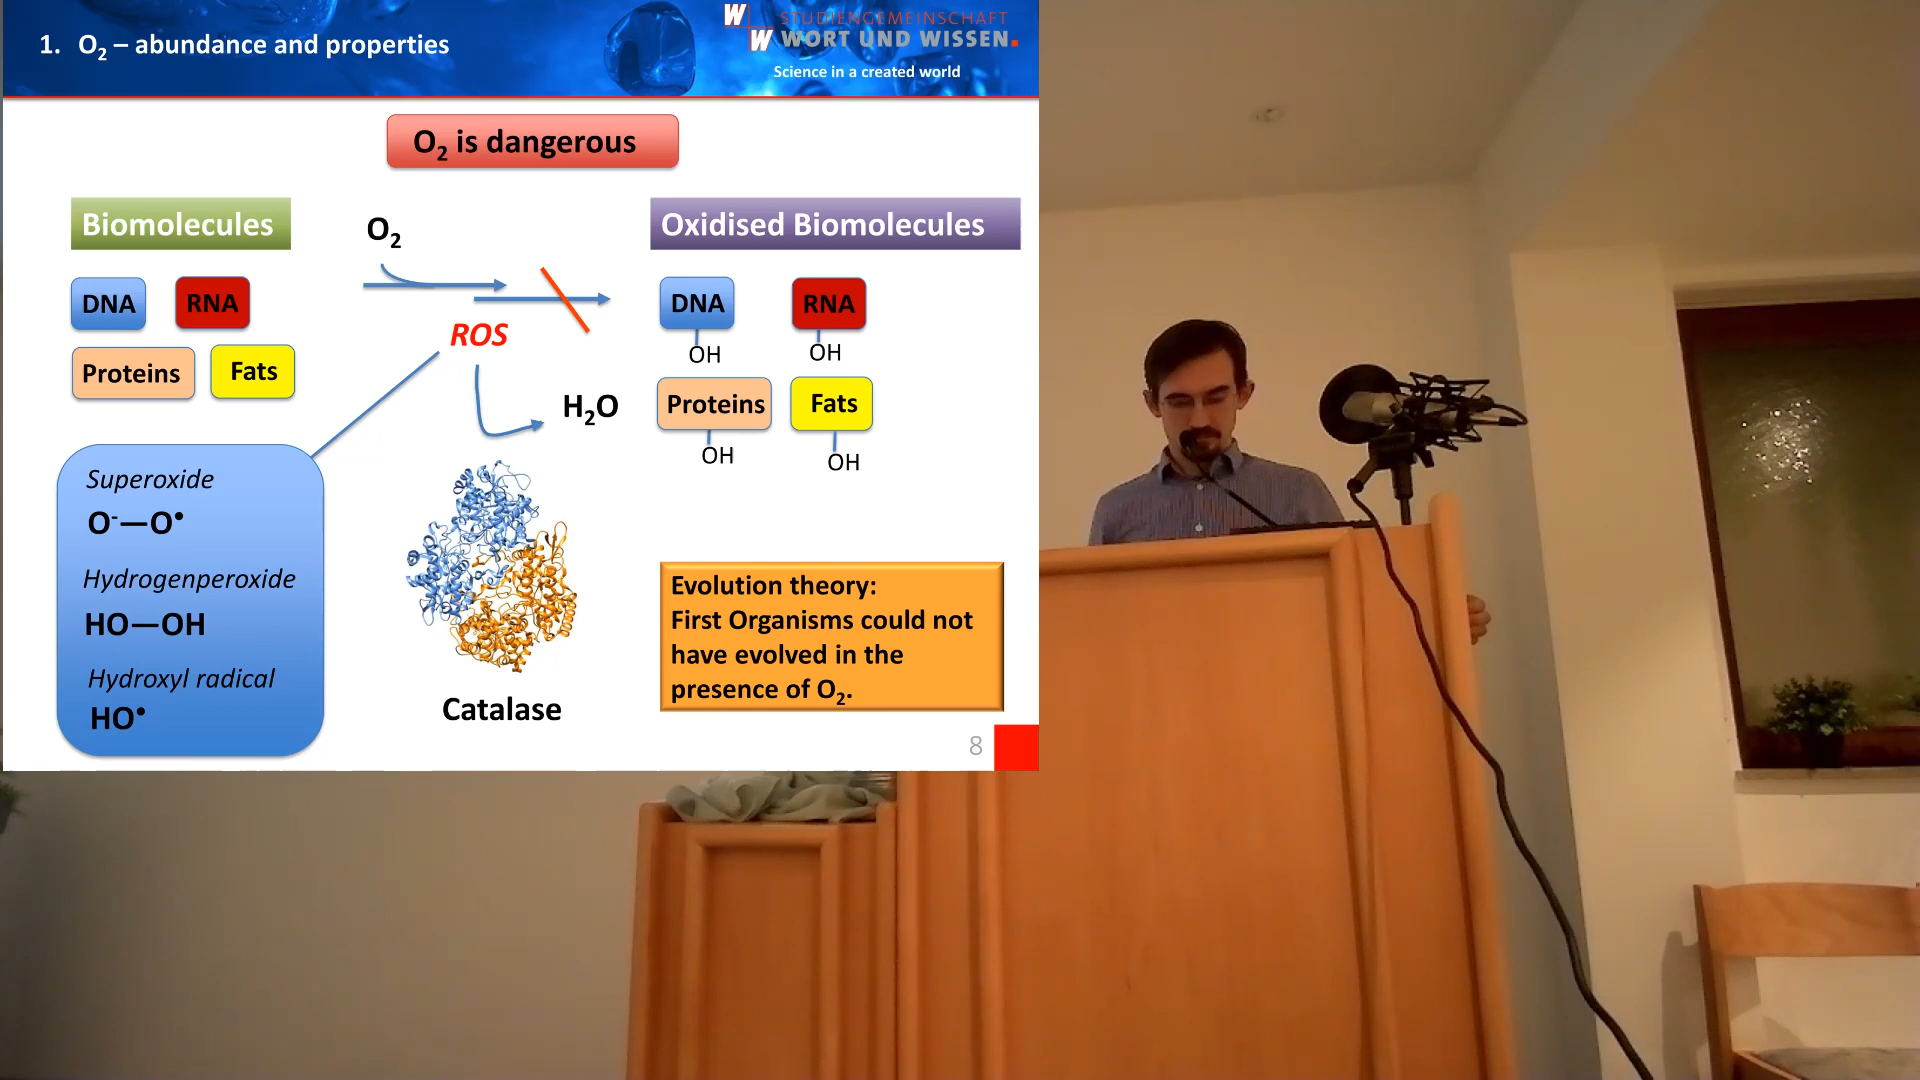 1. O₂ – abundance and properties
W
W
STUDIENGEMEINSCHAFT
WORT UND WISSEN.
Science in a created world
O₂ is dangerous
Biomolecules
O₂
Oxidised Biomolecules
DNA
RNA
Proteins
Fats
ROS
H₂O
DNA
OH
RNA
OH
Proteins
OH
Fats
OH
Superoxide
O⁻—O•
Hydrogenperoxide
HO—OH
Hydroxyl radical
HO•
Catalase
Evolution theory:
First Organisms could not
have evolved in the
presence of O₂.
8